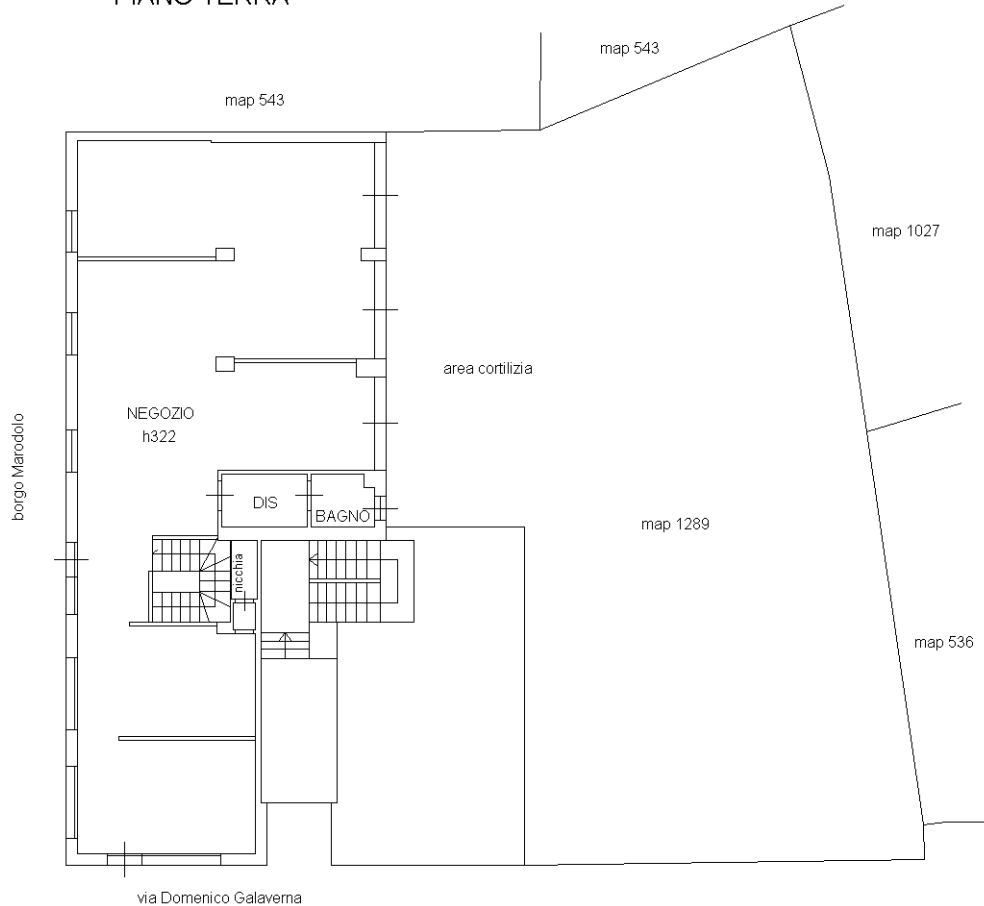 PIANO TERRA
map 543
map 543
map 1027
area cortilizia
NEGOZIO
h322
borgo Marodolo
DIS
BAGNO
map 1289
nicchia
map 536
via Domenico Galaverna